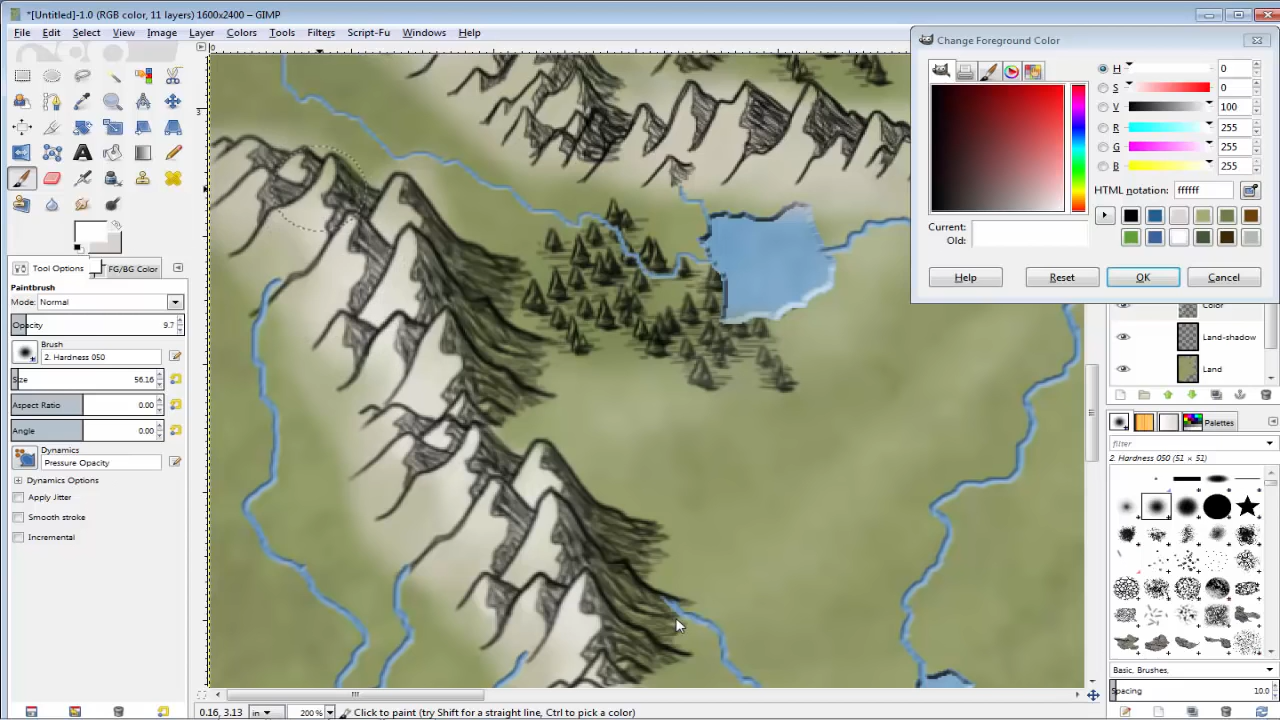 *[Untitled]-1.0 (RGB color, 11 layers) 1600x2400 – GIMP
File Edit Select View Image Layer Colors Tools Filters Script-Fu Windows Help
Change Foreground Color
H 0
S 0
V 100
R 255
G 255
B 255
HTML notation: ffffff
Current:
Old:
Help Reset OK Cancel
Tool Options FG/BG Color
Paintbrush
Mode: Normal
Opacity 9.7
Brush
2. Hardness 050
Size 56.16
Aspect Ratio 0.00
Angle 0.00
Dynamics
Pressure Opacity
Dynamics Options
Apply Jitter
Smooth stroke
Incremental
Color
Land-shadow
Land
Palettes
filter
2. Hardness 050 (51 × 51)
Basic, Brushes,
Spacing 10.0
0.16, 3.13 in 200 % Click to paint (try Shift for a straight line, Ctrl to pick a color)